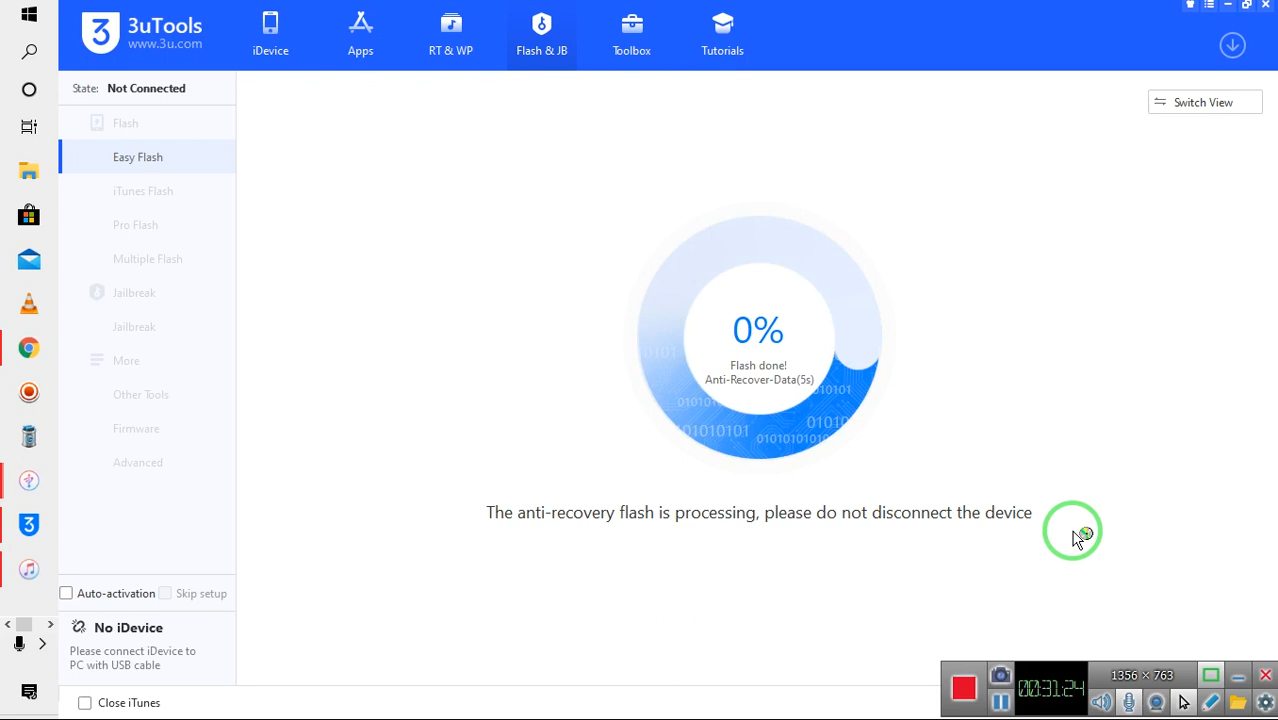 3 3uTools
www.3u.com
iDevice
Apps
RT & WP
Flash & JB
Toolbox
Tutorials
State: Not Connected
Switch View
Flash
Easy Flash
iTunes Flash
Pro Flash
Multiple Flash
Jailbreak
Jailbreak
More
Other Tools
Firmware
Advanced
0%
Flash done!
Anti-Recover-Data(5s)
The anti-recovery flash is processing, please do not disconnect the device
Auto-activation
Skip setup
No iDevice
Please connect iDevice to
PC with USB cable
Close iTunes
1356 × 763
00:31:24